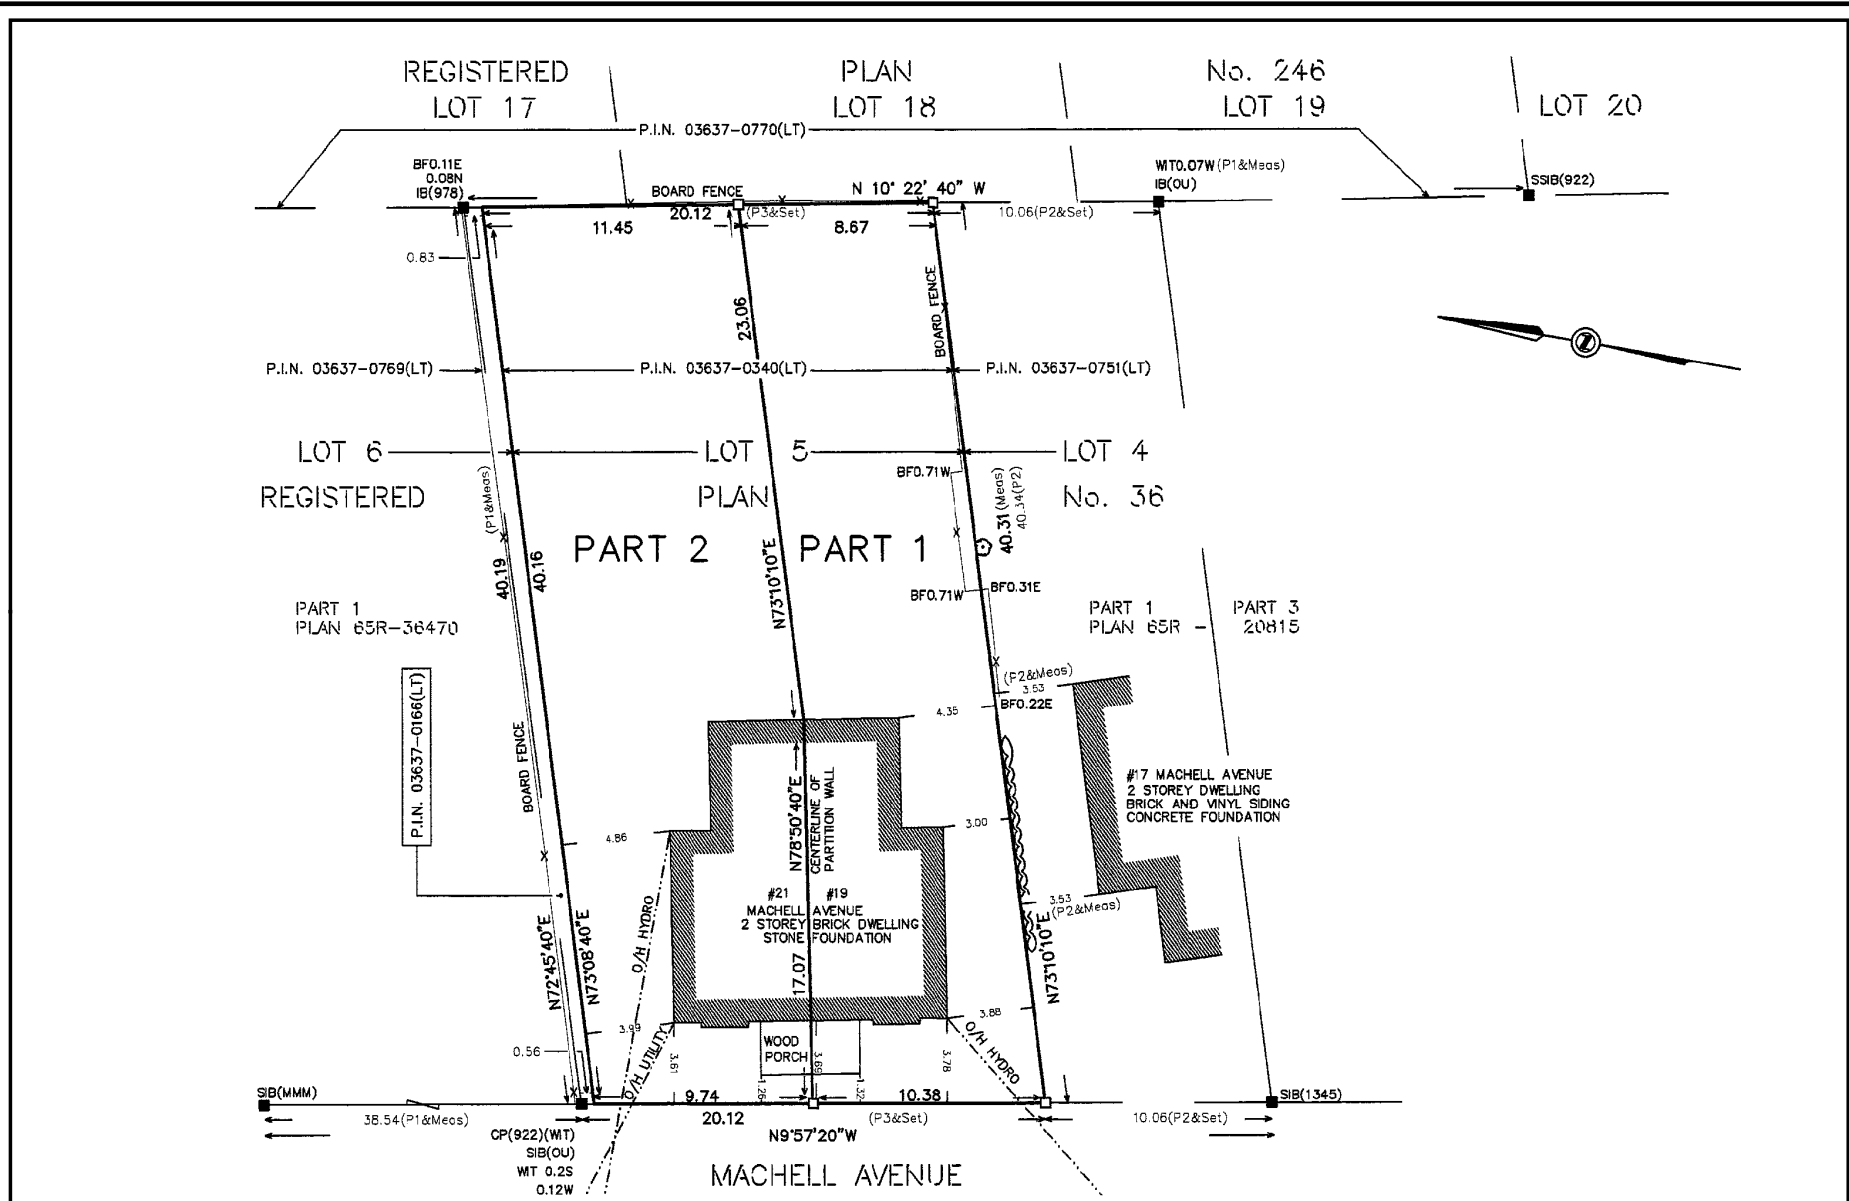 REGISTERED PLAN No. 246
LOT 17 LOT 18 LOT 19 LOT 20
P.I.N. 03637-0770(LT)
BF0.11E
0.08N
IB(978)
BOARD FENCE
N 10° 22' 40" W
WIT0.07W (P1&Meas)
IB(OU)
SSIB(922)
20.12 (P3&Set)
10.06(P2&Set)
11.45
8.67
0.83
23.06
BOARD FENCE
P.I.N. 03637-0769(LT)
P.I.N. 03637-0340(LT)
P.I.N. 03637-0751(LT)
LOT 6 LOT 5 LOT 4
REGISTERED PLAN No. 36
BF0.71W
(P1&Meas)
40.31 (Meas)
40.34(P2)
PART 2 PART 1
40.19
40.16
N73°10'10"E
BF0.71W
BF0.31E
PART 1
PLAN 65R-36470
PART 1 PART 3
PLAN 65R - 20815
P.I.N. 03637-0166(LT)
(P2&Meas)
3.53
BF0.22E
4.35
BOARD FENCE
N78°50'40"E
CENTERLINE OF
PARTITION WALL
#17 MACHELL AVENUE
2 STOREY DWELLING
BRICK AND VINYL SIDING
CONCRETE FOUNDATION
4.86
3.00
#21 #19
MACHELL AVENUE
2 STOREY BRICK DWELLING
STONE FOUNDATION
3.53
(P2&Meas)
O/H HYDRO
N72°45'40"E
N73°08'40"E
17.07
N73°10'10"E
3.99
3.88
0.56
O/H UTILITY
3.61
WOOD
PORCH
3.69
3.78
O/H HYDRO
1.26
1.32
SIB(MMM)
9.74
10.38
SIB(1345)
38.54(P1&Meas)
20.12
(P3&Set)
10.06(P2&Set)
CP(922)(WIT)
SIB(OU)
WIT 0.2S
0.12W
N9°57'20"W
MACHELL AVENUE